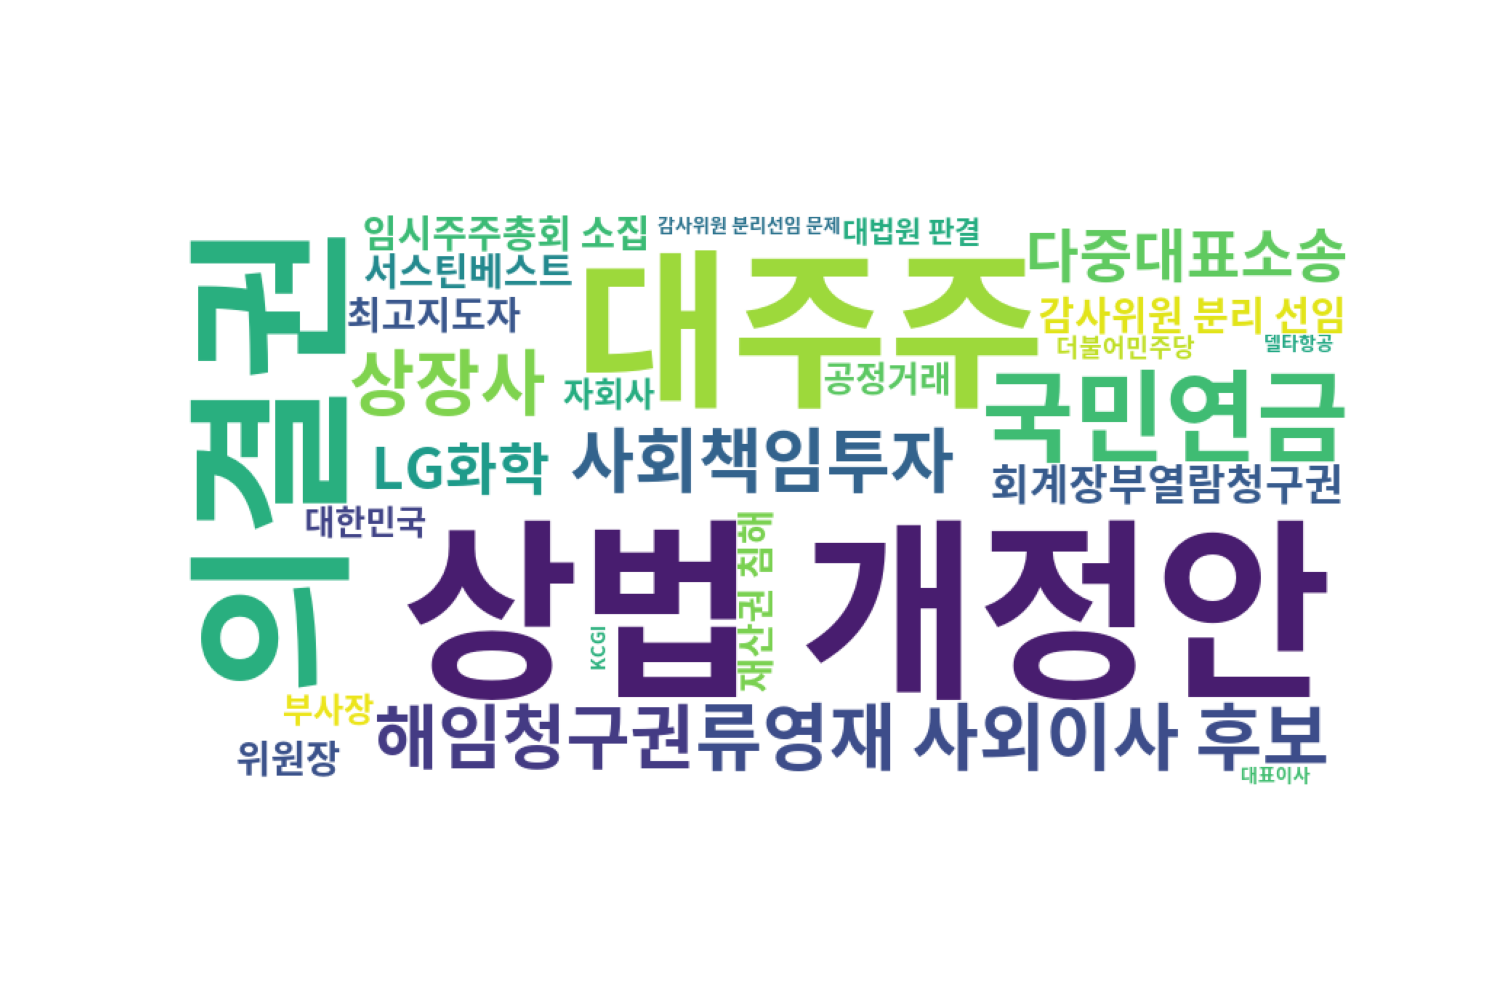 임시주주총회 소집
감사위원 분리선임 문제
대법원 판결
다중대표소송
서스틴베스트
대주주
최고지도자
감사위원 분리 선임
더불어민주당
델타항공
의결권
상장사
자회사
공정거래
국민연금
LG화학
사회책임투자
회계장부열람청구권
대한민국
상법 개정안
재산권 침해
KCGI
부사장
해임청구권
류영재 사외이사 후보
위원장
대표이사